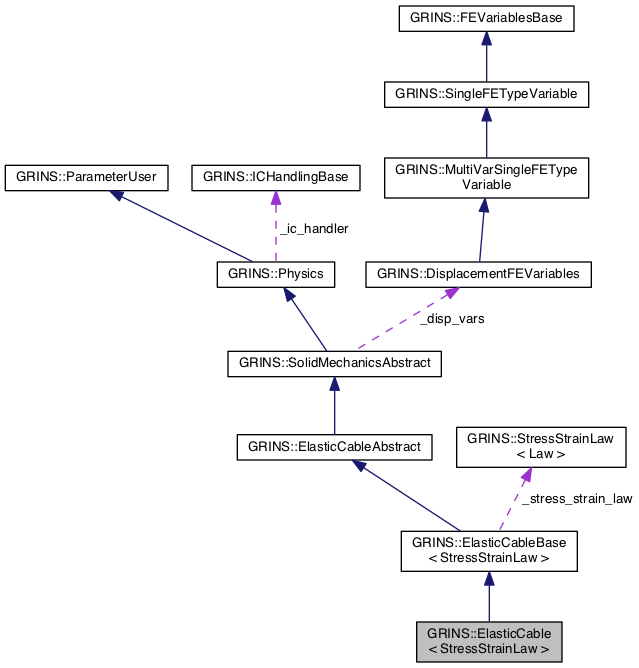 GRINS::FEVariablesBase
GRINS::SingleFETypeVariable
GRINS::MultiVarSingleFEType
Variable
GRINS::ParameterUser
GRINS::ICHandlingBase
_ic_handler
GRINS::Physics
GRINS::DisplacementFEVariables
_disp_vars
GRINS::SolidMechanicsAbstract
GRINS::ElasticCableAbstract
GRINS::StressStrainLaw
< Law >
_stress_strain_law
GRINS::ElasticCableBase
< StressStrainLaw >
GRINS::ElasticCable
< StressStrainLaw >